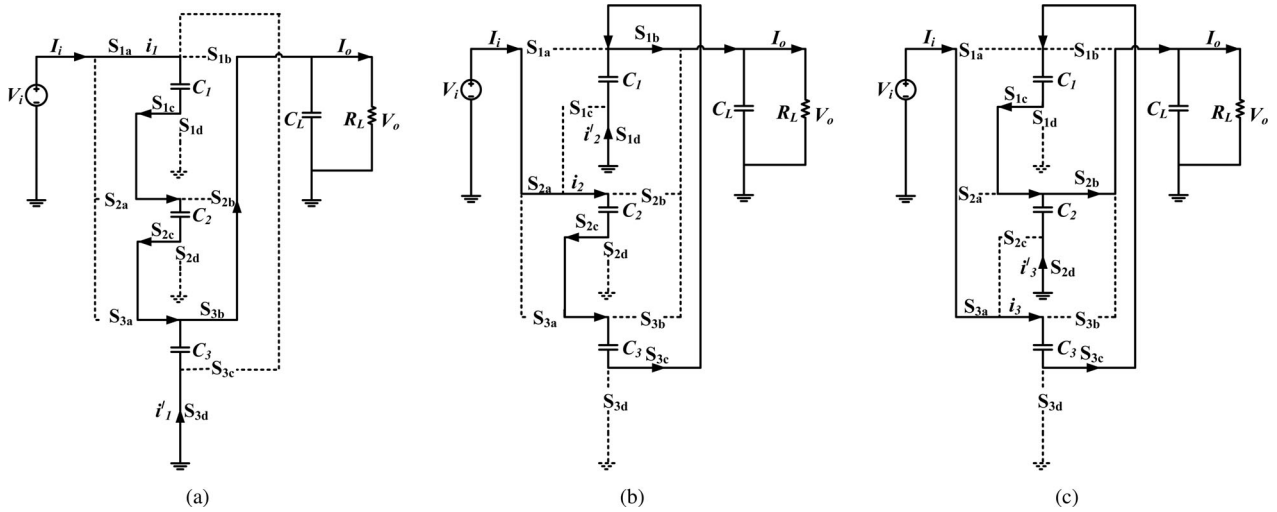 I_i S_1a i_1 S_1b I_o
V_i C_1
S_1c C_L R_L V_o
S_1d
S_2a S_2b
C_2
S_2c
S_2d
S_3a S_3b
C_3
S_3c
i'_1 S_3d
(a)
I_i S_1a S_1b I_o
V_i C_1
S_1c C_L R_L V_o
i'_2 S_1d
S_2a i_2 S_2b
C_2
S_2c
S_2d
S_3a S_3b
C_3 S_3c
S_3d
(b)
I_i S_1a S_1b I_o
V_i C_1
S_1c C_L R_L V_o
S_1d
S_2a S_2b
C_2
S_2c
i'_3 S_2d
S_3a i_3 S_3b
C_3 S_3c
S_3d
(c)